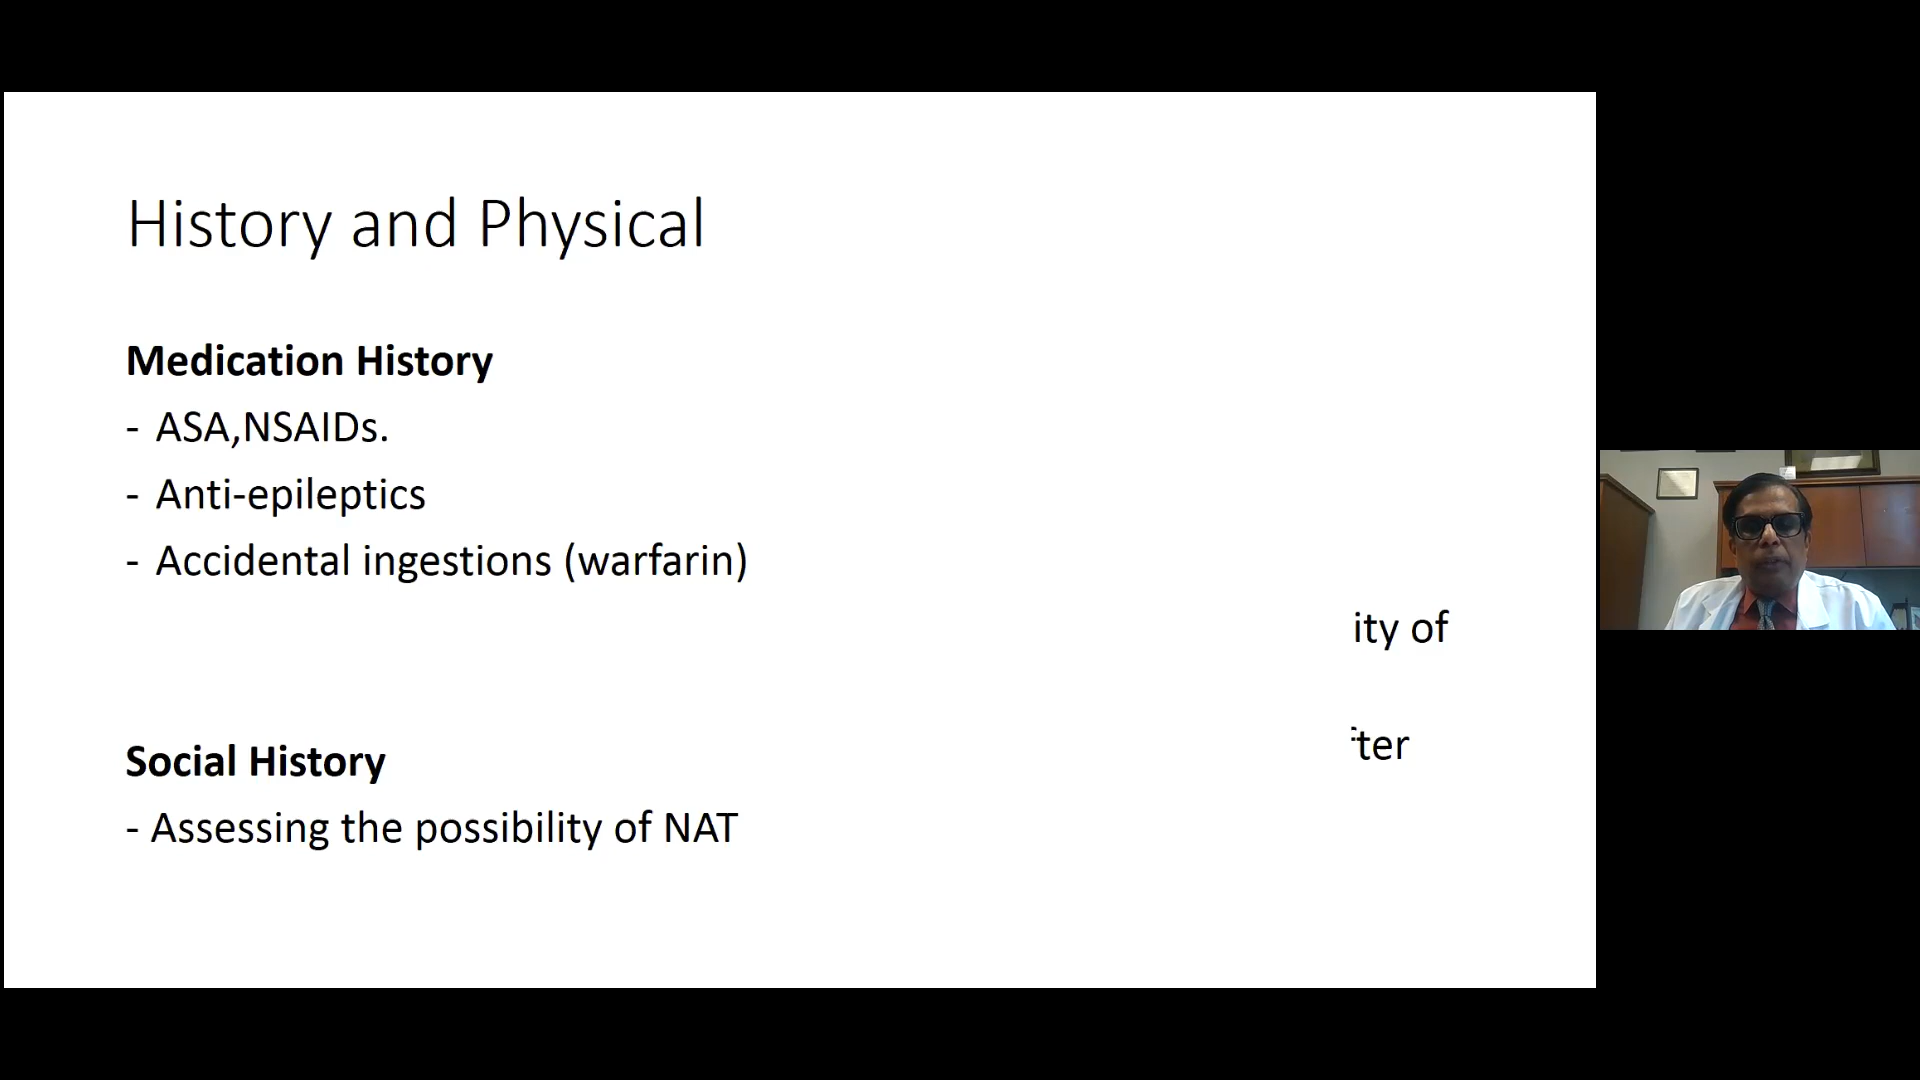 History and Physical
Medication History
- ASA,NSAIDs.
- Anti-epileptics
- Accidental ingestions (warfarin)
ity of
fter
Social History
- Assessing the possibility of NAT